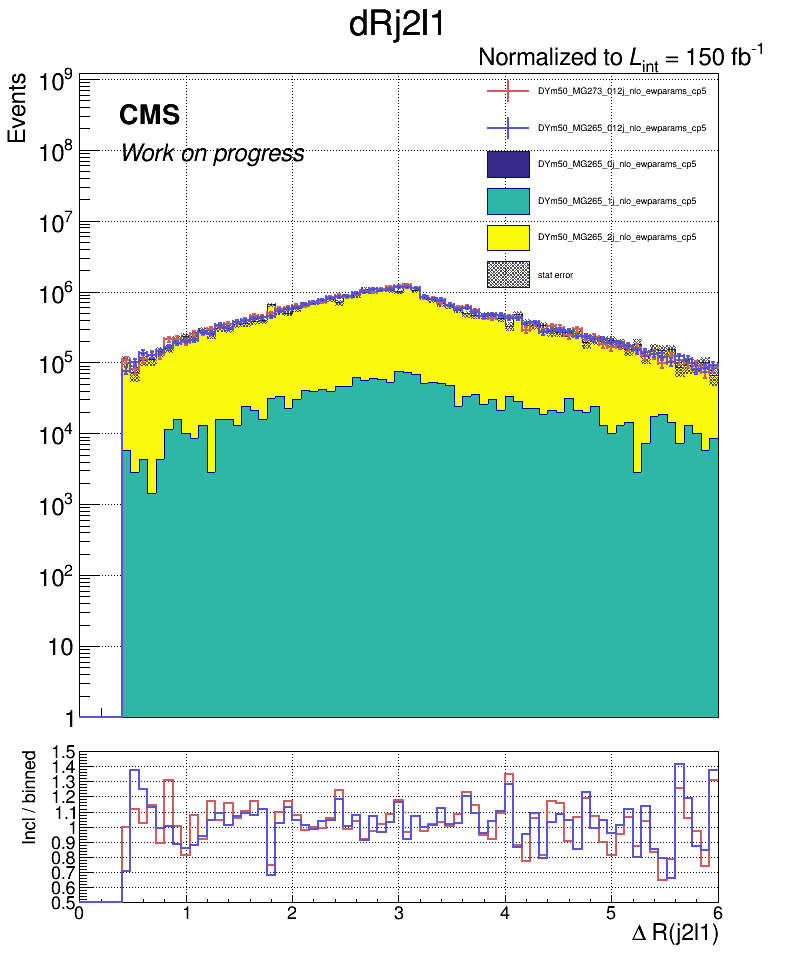 dRj2l1
Normalized to L_int = 150 fb^-1
Events
10^9
10^8
10^7
10^6
10^5
10^4
10^3
10^2
10
1
CMS
Work on progress
DYm50_MG273_012j_nlo_ewparams_cp5
DYm50_MG265_012j_nlo_ewparams_cp5
DYm50_MG265_0j_nlo_ewparams_cp5
DYm50_MG265_1j_nlo_ewparams_cp5
DYm50_MG265_2j_nlo_ewparams_cp5
stat error
Incl / binned
1.5
1.4
1.3
1.2
1.1
1
0.9
0.8
0.7
0.6
0.5
0 1 2 3 4 5 6
Δ R(j2l1)